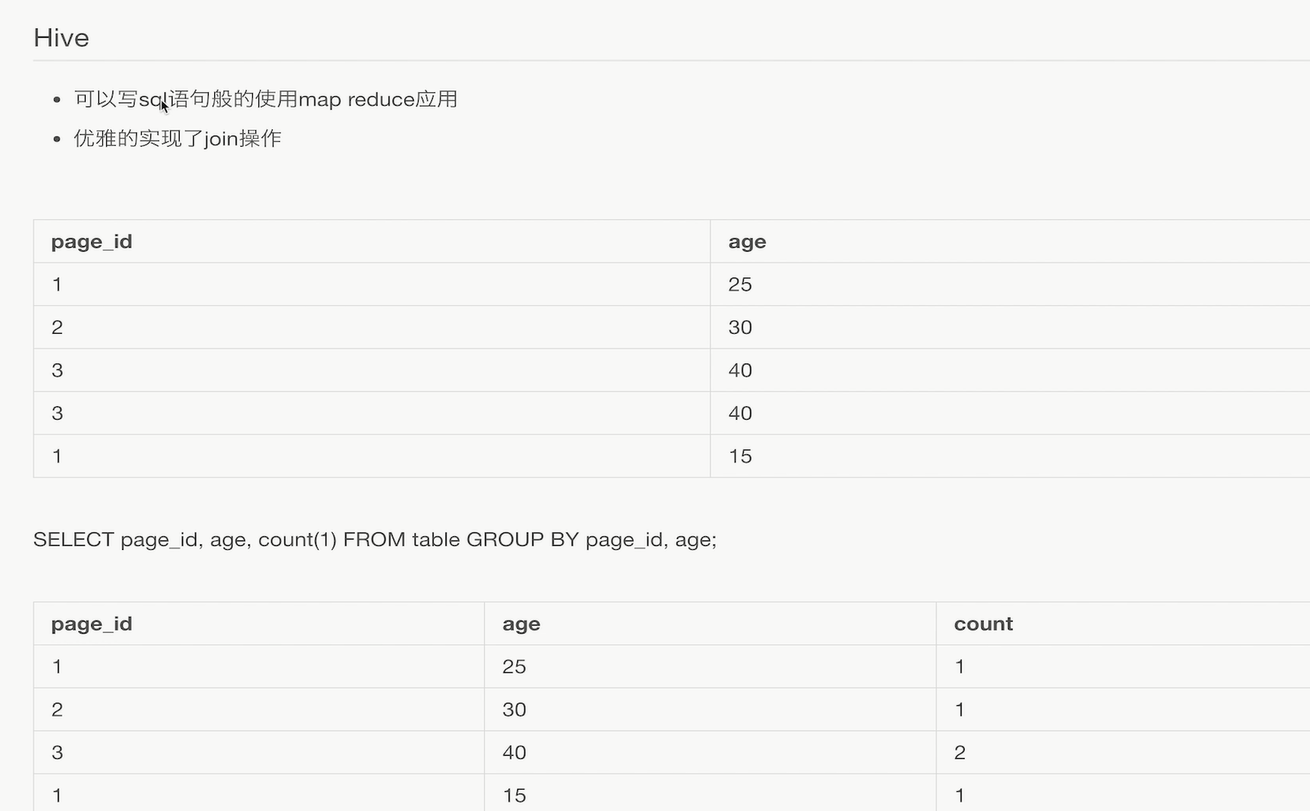 Hive
可以写sql语句般的使用map reduce应用
优雅的实现了join操作
page_id age
1 25
2 30
3 40
3 40
1 15
SELECT page_id, age, count(1) FROM table GROUP BY page_id, age;
page_id age count
1 25 1
2 30 1
3 40 2
1 15 1